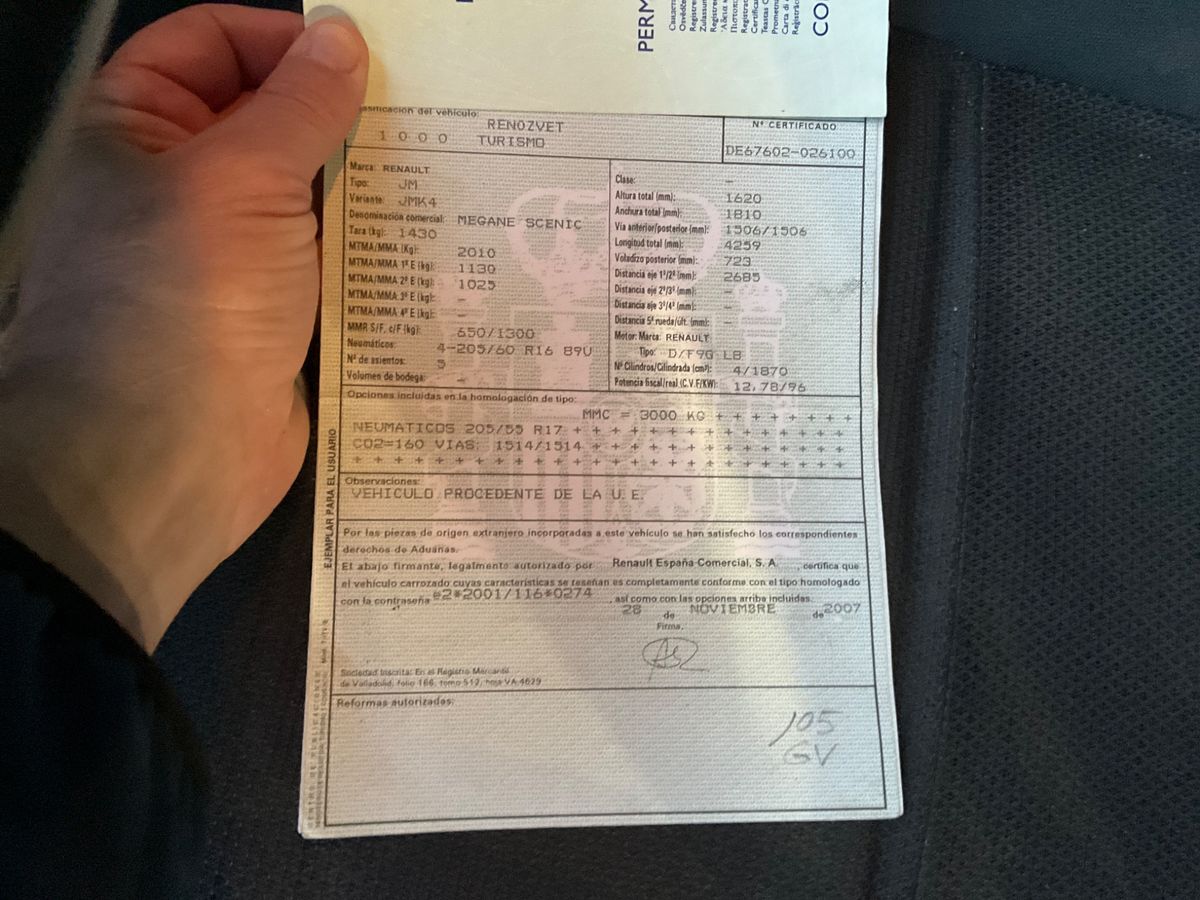 PERM
CO
asificación del vehículo:
RENOZVET
1 0 0 0 TURISMO
Nº CERTIFICADO
DE67602-026100
Marca: RENAULT
Tipo: JM
Variante: JMK4
Denominación comercial: MEGANE SCENIC
Tara (kg): 1430
MTMA/MMA (Kg): 2010
MTMA/MMA 1º E (kg): 1130
MTMA/MMA 2º E (kg): 1025
MTMA/MMA 3º E (kg): -
MTMA/MMA 4º E (kg): -
MMR S/F, c/F (kg): 650/1300
Neumáticos: 4-205/60 R16 89U
Nº de asientos: 5
Volumen de bodega: -
Clase: -
Altura total (mm): 1620
Anchura total (mm): 1810
Vía anterior/posterior (mm): 1506/1506
Longitud total (mm): 4259
Voladizo posterior (mm): 723
Distancia eje 1º/2º (mm): 2685
Distancia eje 2º/3º (mm): -
Distancia eje 3º/4º (mm): -
Distancia 5ª rueda/últ. (mm): -
Motor: Marca: RENAULT
Tipo: D/F9G L8
Nº Cilindros/Cilindrada (cm³): 4/1870
Potencia fiscal/real (C.V.F/KW): 12,78/96
Opciones incluidas en la homologación de tipo:
MMC = 3000 KG + + + + + + + +
NEUMATICOS 205/55 R17 + + + + + + + + + + + + + + +
CO2=160 VIAS: 1514/1514 + + + + + + + + + + + + + +
+ + + + + + + + + + + + + + + + + + + + + + + + + +
Observaciones:
VEHICULO PROCEDENTE DE LA U.E.
Por las piezas de origen extranjero incorporadas a este vehículo se han satisfecho los correspondientes
derechos de Aduanas.
El abajo firmante, legalmente autorizado por Renault España Comercial, S. A. , certifica que
el vehículo carrozado cuyas características se reseñan es completamente conforme con el tipo homologado
con la contraseña e2*2001/116*0274 , así como con las opciones arriba incluidas.
28 de NOVIEMBRE de 2007
Firma,
Sociedad Inscrita: En el Registro Mercantil
de Valladolid, folio 166, tomo 512, hoja VA-4629
Reformas autorizadas:
105
GV
EJEMPLAR PARA EL USUARIO